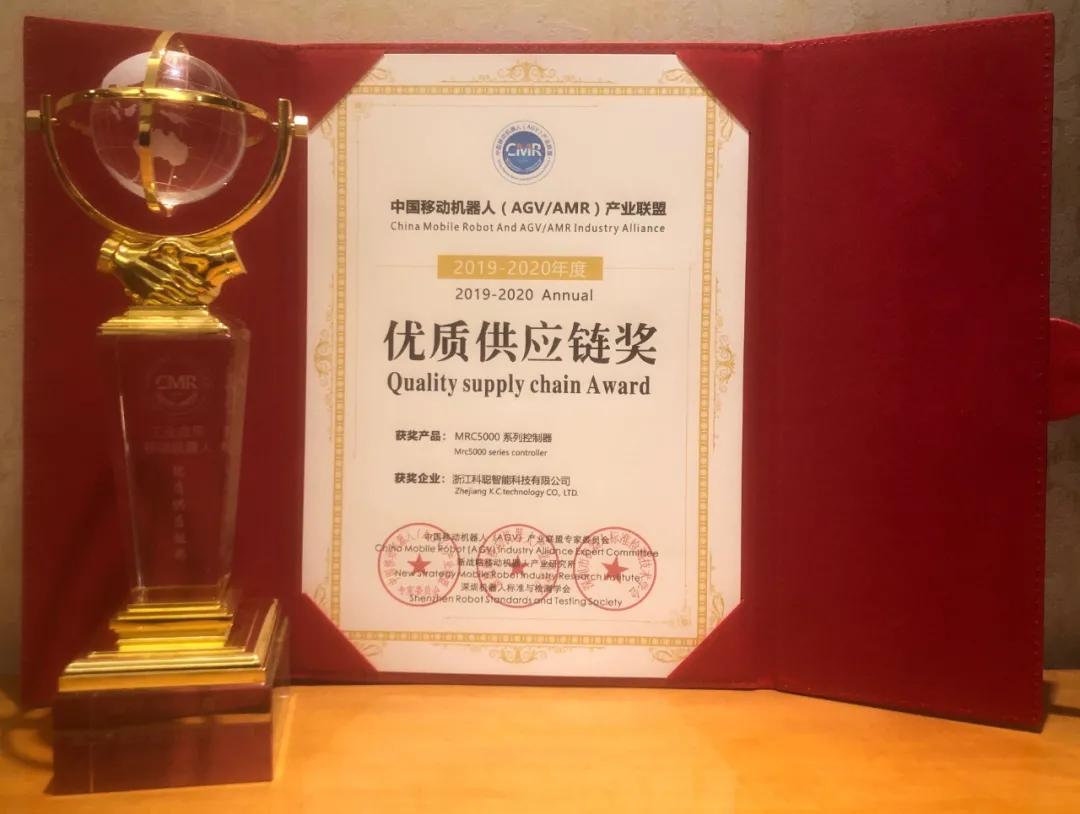 CMR
中国移动机器人（AGV/AMR）产业联盟
China Mobile Robot And AGV/AMR Industry Alliance
2019-2020年度
2019-2020 Annual
优质供应链奖
Quality supply chain Award
获奖产品： MRC5000 系列控制器
Mrc5000 series controller
获奖企业： 浙江科聪智能科技有限公司
Zhejiang K.C.technology CO., LTD.
中国移动机器人（AGV）产业联盟专家委员会
China Mobile Robot (AGV) Industry Alliance Expert Committee
新战略移动机器人产业研究所
New Strategy Mobile Robot Industry Research Institute
深圳机器人标准与检测学会
Shenzhen Robot Standards and Testing Society
专家委员会
CMR